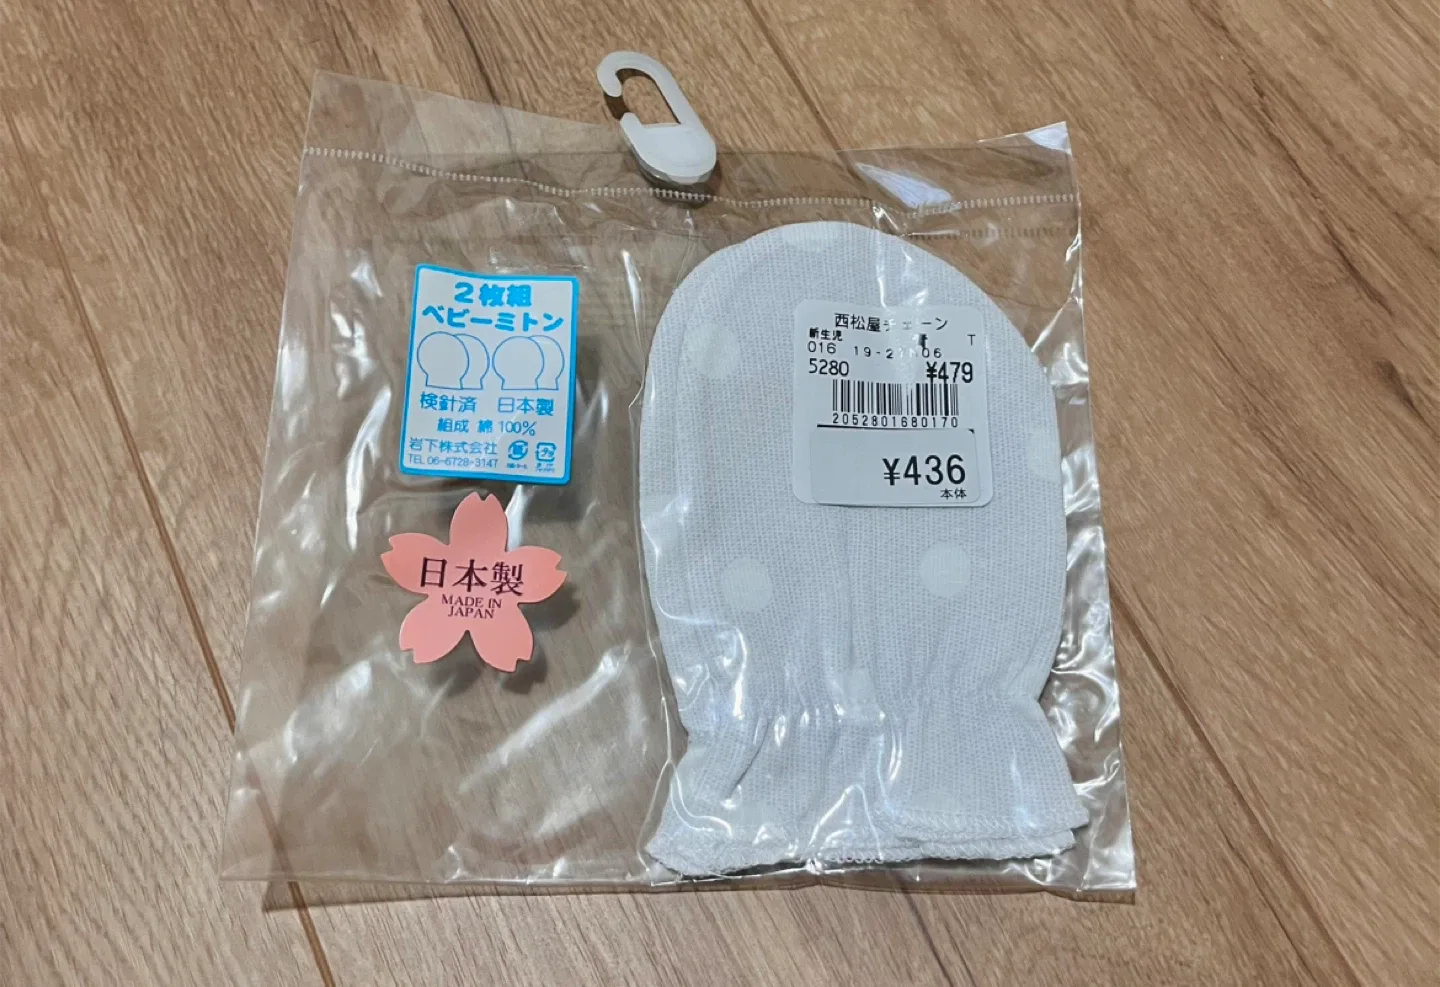 2枚組
ベビーミトン
検針済 日本製
組成 綿 100%
岩下株式会社
TEL 06-6728-3147
日本製
MADE IN
JAPAN
西松屋チェーン
新生児 T
016
5280 ¥479
2052801680170
¥436
本体